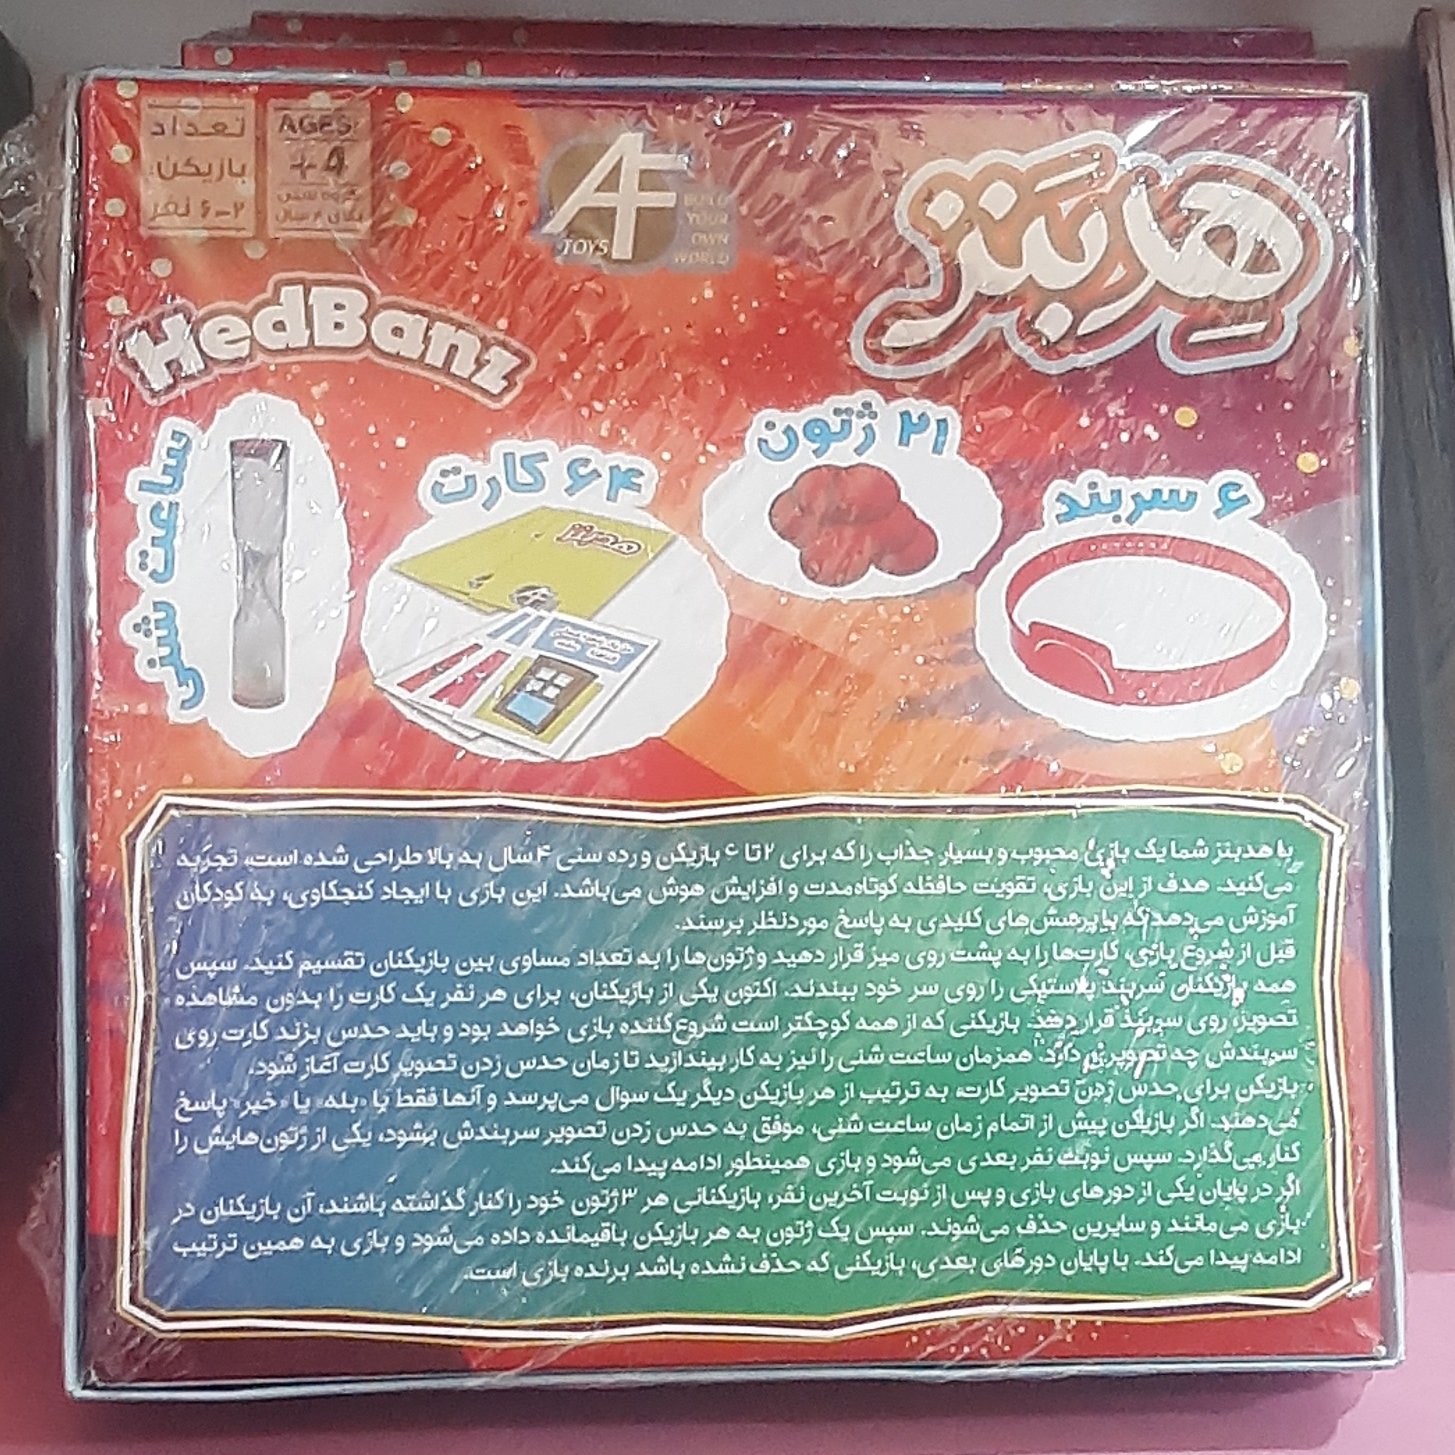 تعداد
بازیکن:
۲-۶ نفر
AGES:
+4
AF
TOYS
BUILD
YOUR
OWN
WORLD
هدبنز
HedBanz
ساعت شنی
۶۴ کارت
هدبنز
۲۱ ژتون
۶ سربند
با هدبنز شما یک بازی محبوب و بسیار جذاب را که برای ۲ تا ۶ بازیکن و رده سنی ۴ سال به بالا طراحی شده است، تجربه
می‌کنید. هدف از این بازی، تقویت حافظه کوتاه‌مدت و افزایش هوش می‌باشد. این بازی با ایجاد کنجکاوی، به کودکان
آموزش می‌دهد که با پرسش‌های کلیدی به پاسخ موردنظر برسند.
قبل از شروع بازی، کارت‌ها را به پشت روی میز قرار دهید و ژتون‌ها را به تعداد مساوی بین بازیکنان تقسیم کنید. سپس
همه بازیکنان سربند پلاستیکی را روی سر خود ببندند. اکنون یکی از بازیکنان، برای هر نفر یک کارت را بدون مشاهده
تصویر، روی سربند قرار دهد. بازیکنی که از همه کوچکتر است شروع‌کننده بازی خواهد بود و باید حدس بزند کارت روی
سربندش چه تصویری دارد. همزمان ساعت شنی را نیز به کار بیندازید تا زمان حدس زدن تصویر کارت آغاز شود.
بازیکن برای حدس زدن تصویر کارت، به ترتیب از هر بازیکن دیگر یک سوال می‌پرسد و آنها فقط با «بله» یا «خیر» پاسخ
می‌دهند. اگر بازیکن پیش از اتمام زمان ساعت شنی، موفق به حدس زدن تصویر سربندش بشود، یکی از ژتون‌هایش را
کنار می‌گذارد. سپس نوبت نفر بعدی می‌شود و بازی همینطور ادامه پیدا می‌کند.
اگر در پایان یکی از دورهای بازی و پس از نوبت آخرین نفر، بازیکنانی هر ۳ ژتون خود را کنار گذاشته باشند، آن بازیکنان در
بازی می‌مانند و سایرین حذف می‌شوند. سپس یک ژتون به هر بازیکن باقیمانده داده می‌شود و بازی به همین ترتیب
ادامه پیدا می‌کند. با پایان دورهای بعدی، بازیکنی که حذف نشده باشد برنده بازی است.